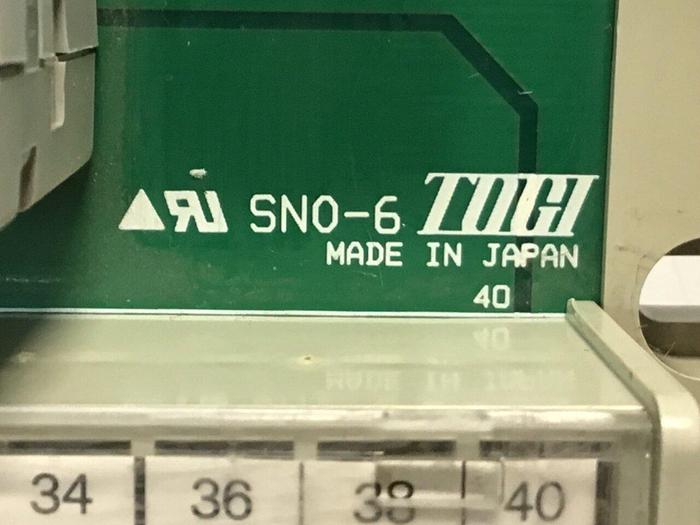 SNO-6 TOGI
MADE IN JAPAN
40
34 36 38 40